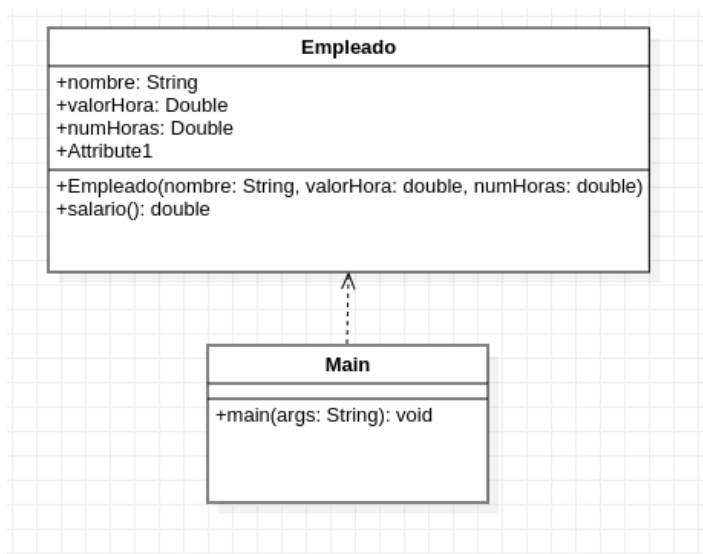 Empleado
+nombre: String
+valorHora: Double
+numHoras: Double
+Attribute1
+Empleado(nombre: String, valorHora: double, numHoras: double)
+salario(): double
Main
+main(args: String): void